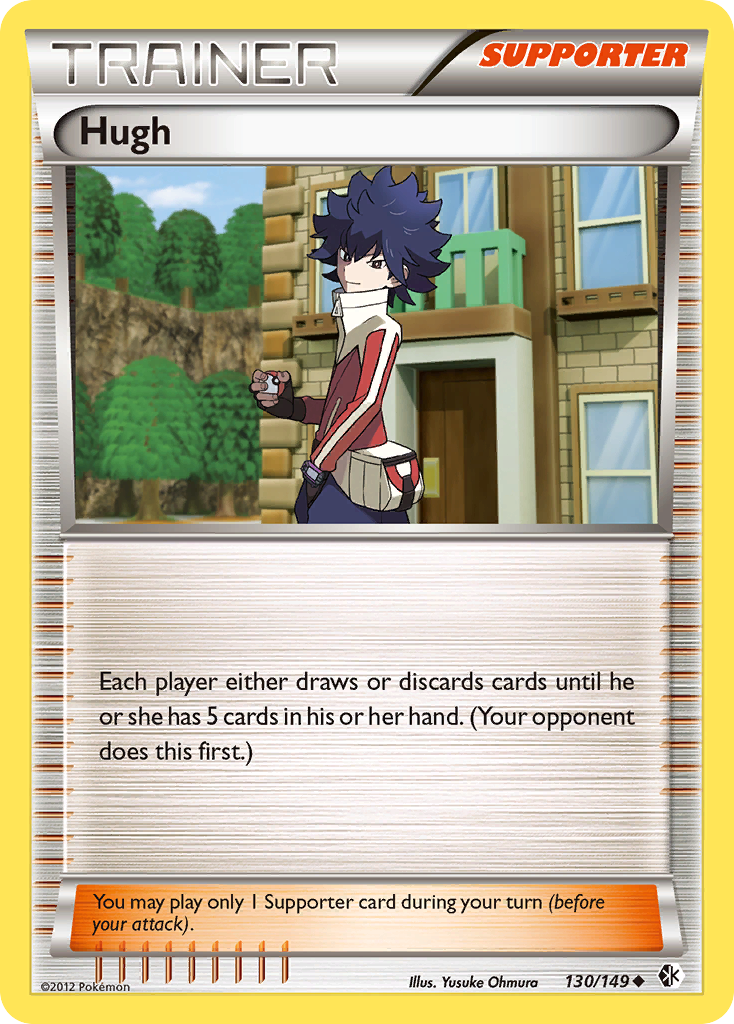 TRAINER
SUPPORTER
Hugh
Each player either draws or discards cards until he
or she has 5 cards in his or her hand. (Your opponent
does this first.)
You may play only 1 Supporter card during your turn (before
your attack).
©2012 Pokémon
Illus. Yusuke Ohmura
130/149